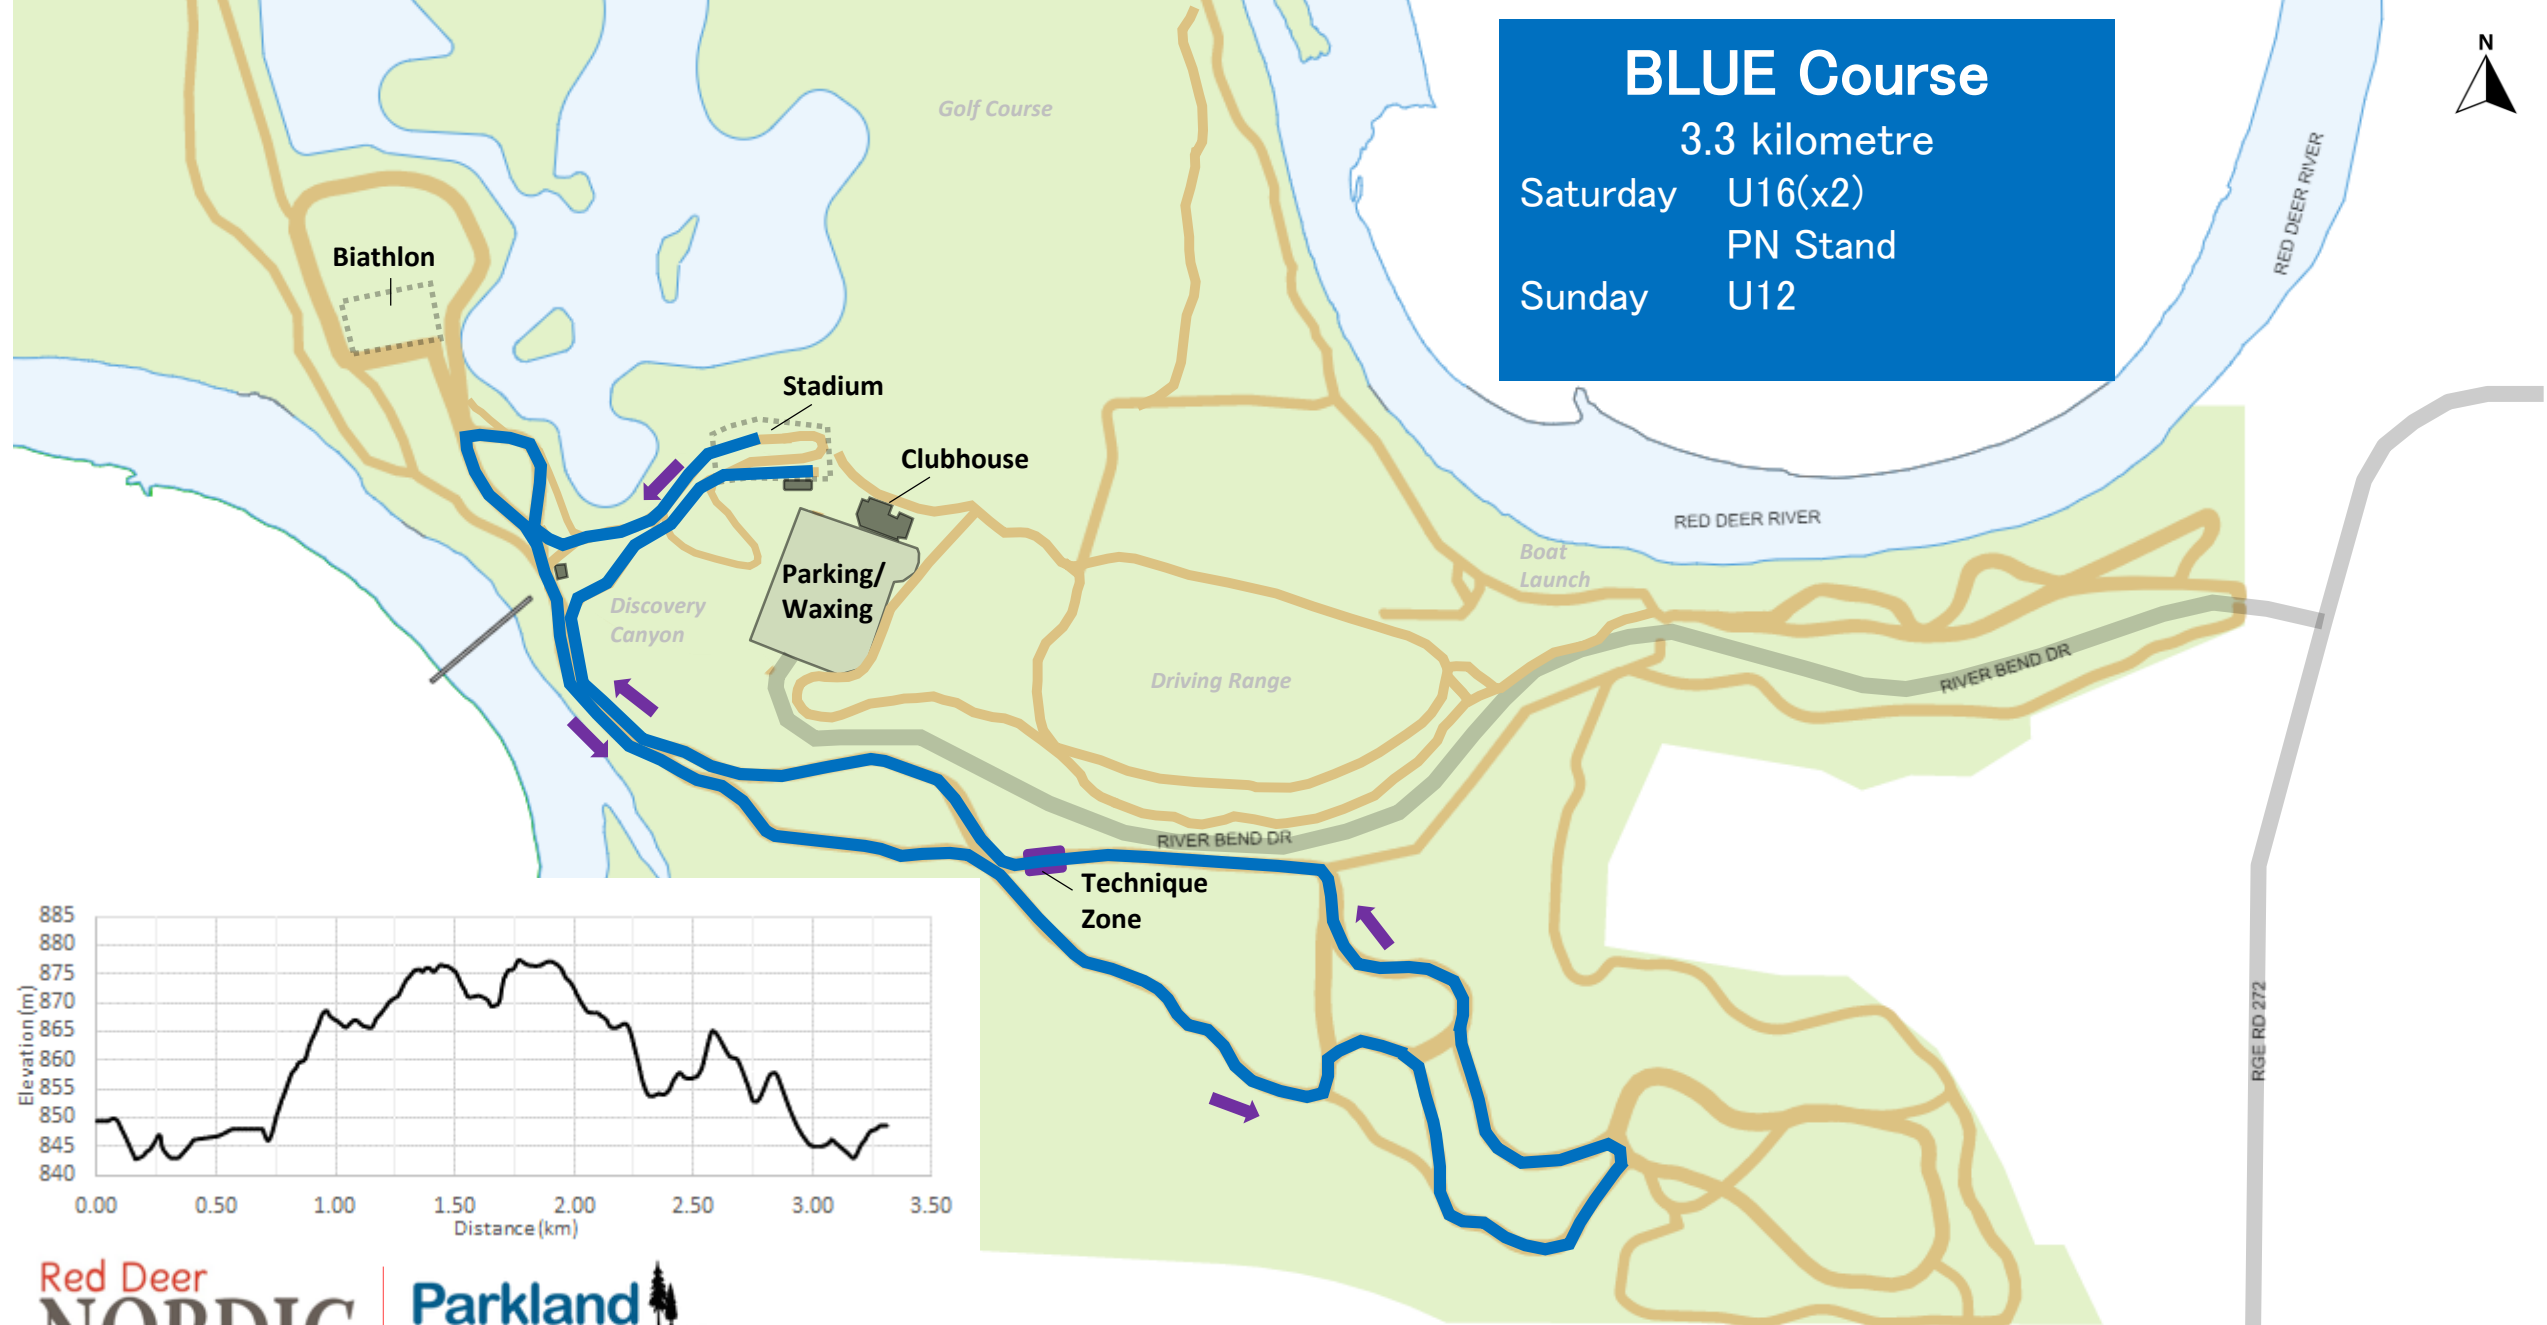 BLUE Course
3.3 kilometre
Saturday U16(x2)
PN Stand
Sunday U12
N
Golf Course
RED DEER RIVER
Biathlon
Stadium
Clubhouse
RED DEER RIVER
Boat
Launch
Parking/
Waxing
Discovery
Canyon
Driving Range
RIVER BEND DR
RIVER BEND DR
Technique
Zone
RGE RD 272
885
880
875
870
865
860
855
850
845
840
Elevation (m)
0.00 0.50 1.00 1.50 2.00 2.50 3.00 3.50
Distance (km)
Red Deer
NORDIC
Parkland